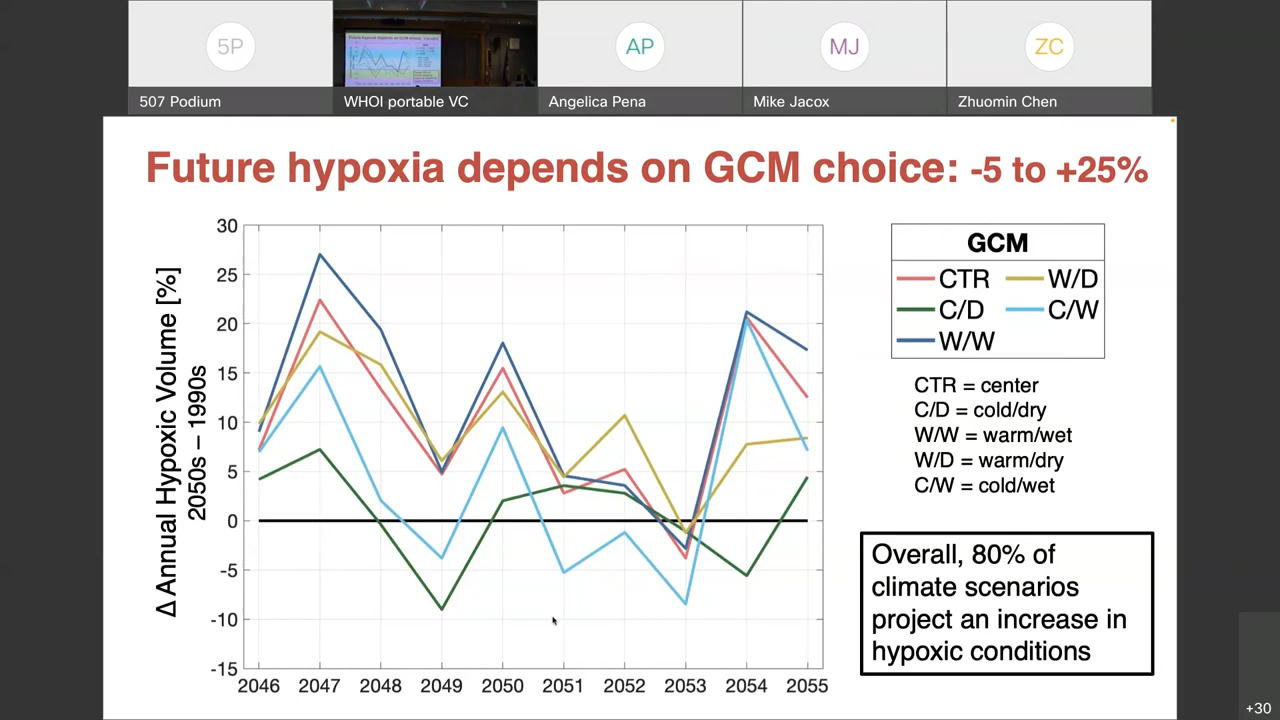 5P
AP
MJ
ZC
507 Podium
WHOI portable VC
Angelica Pena
Mike Jacox
Zhuomin Chen
Future hypoxia depends on GCM choice: -5 to +25%
Δ Annual Hypoxic Volume [%]
2050s – 1990s
30
25
20
15
10
5
0
-5
-10
-15
2046
2047
2048
2049
2050
2051
2052
2053
2054
2055
GCM
CTR
W/D
C/D
C/W
W/W
CTR = center
C/D = cold/dry
W/W = warm/wet
W/D = warm/dry
C/W = cold/wet
Overall, 80% of
climate scenarios
project an increase in
hypoxic conditions
+30